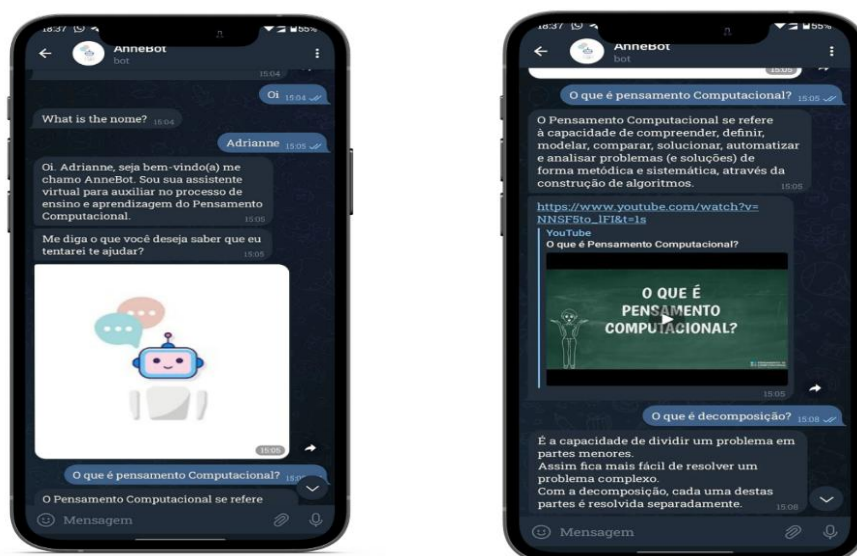 18:37
55%
AnneBot
bot
15:04
Oi 15:04
What is the name? 15:04
Adrianne 15:05
Oi. Adrianne, seja bem-vindo(a) me
chamo AnneBot. Sou sua assistente
virtual para auxiliar no processo de
ensino e aprendizagem do Pensamento
Computacional.
15:05
Me diga o que você deseja saber que eu
tentarei te ajudar?
15:05
15:05
O que é pensamento Computacional?
O Pensamento Computacional se refere
Mensagem
18:37
55%
AnneBot
bot
15:05
O que é pensamento Computacional? 15:05
O Pensamento Computacional se refere
à capacidade de compreender, definir,
modelar, comparar, solucionar, automatizar
e analisar problemas (e soluções) de
forma metódica e sistemática, através da
construção de algoritmos.
15:05
https://www.youtube.com/watch?v=
NNSF5to_lFI&t=1s
YouTube
O que é Pensamento Computacional?
O QUE É
PENSAMENTO
COMPUTACIONAL?
15:05
O que é decomposição? 15:08
É a capacidade de dividir um problema em
partes menores.
Assim fica mais fácil de resolver um
problema complexo.
Com a decomposição, cada uma destas
partes é resolvida separadamente. 15:08
Mensagem